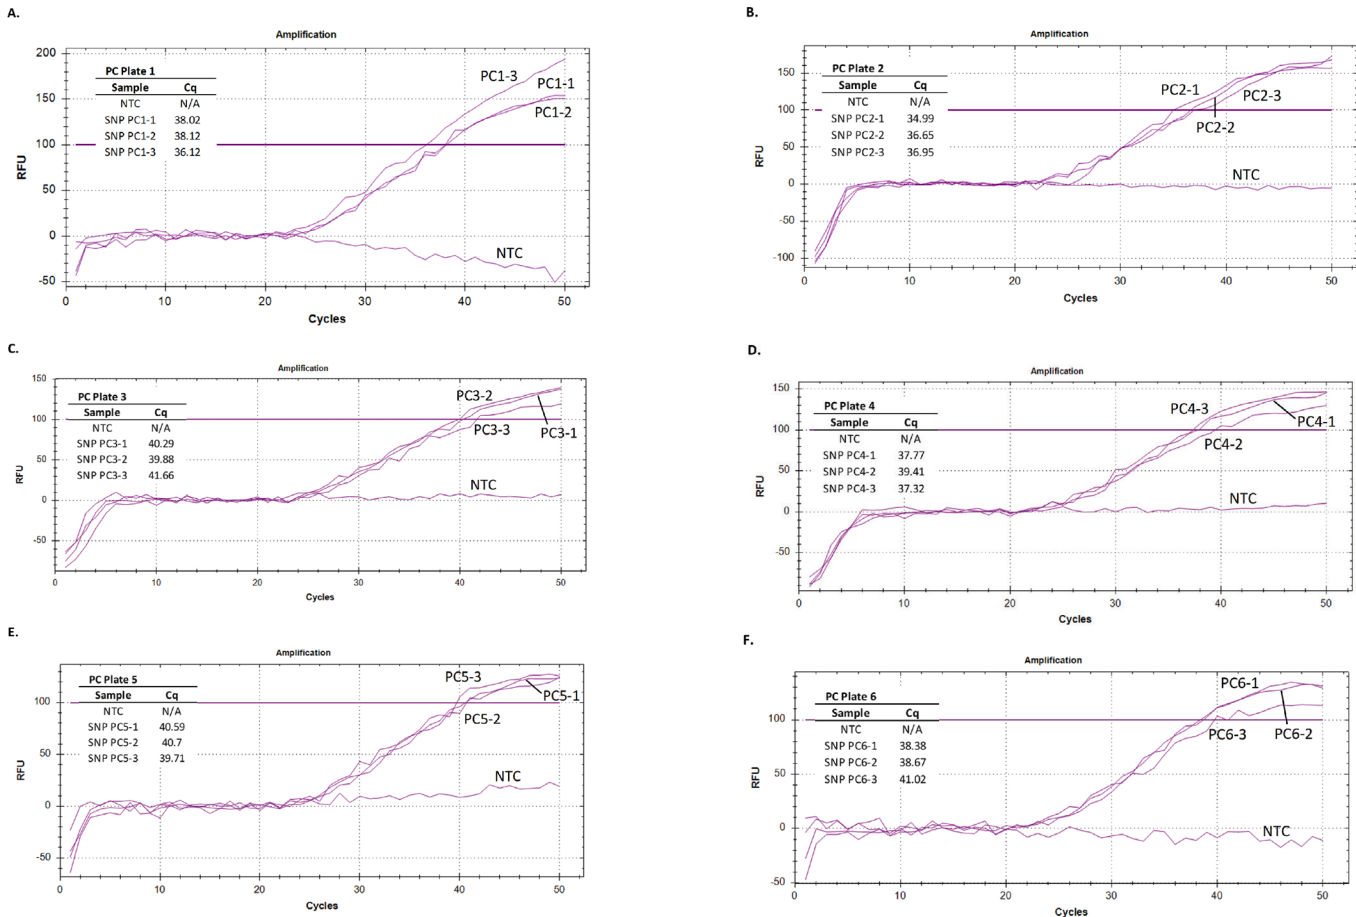 A.
Amplification
PC Plate 1
Sample Cq
NTC N/A
SNP PC1-1 38.02
SNP PC1-2 38.12
SNP PC1-3 36.12
PC1-3
PC1-1
PC1-2
NTC
RFU
200
150
100
50
0
-50
0 10 20 30 40 50
Cycles
B.
Amplification
PC Plate 2
Sample Cq
NTC N/A
SNP PC2-1 34.99
SNP PC2-2 36.65
SNP PC2-3 36.95
PC2-1
PC2-3
PC2-2
NTC
RFU
150
100
50
0
-50
-100
0 10 20 30 40 50
Cycles
C.
Amplification
PC Plate 3
Sample Cq
NTC N/A
SNP PC3-1 40.29
SNP PC3-2 39.88
SNP PC3-3 41.66
PC3-2
PC3-3
PC3-1
NTC
RFU
150
100
50
0
-50
0 10 20 30 40 50
Cycles
D.
Amplification
PC Plate 4
Sample Cq
NTC N/A
SNP PC4-1 37.77
SNP PC4-2 39.41
SNP PC4-3 37.32
PC4-3
PC4-1
PC4-2
NTC
RFU
150
100
50
0
-50
0 10 20 30 40 50
Cycles
E.
Amplification
PC Plate 5
Sample Cq
NTC N/A
SNP PC5-1 40.59
SNP PC5-2 40.7
SNP PC5-3 39.71
PC5-3
PC5-1
PC5-2
NTC
RFU
100
50
0
-50
0 10 20 30 40 50
Cycles
F.
Amplification
PC Plate 6
Sample Cq
NTC N/A
SNP PC6-1 38.38
SNP PC6-2 38.67
SNP PC6-3 41.02
PC6-1
PC6-3
PC6-2
NTC
RFU
100
50
0
-50
0 10 20 30 40 50
Cycles